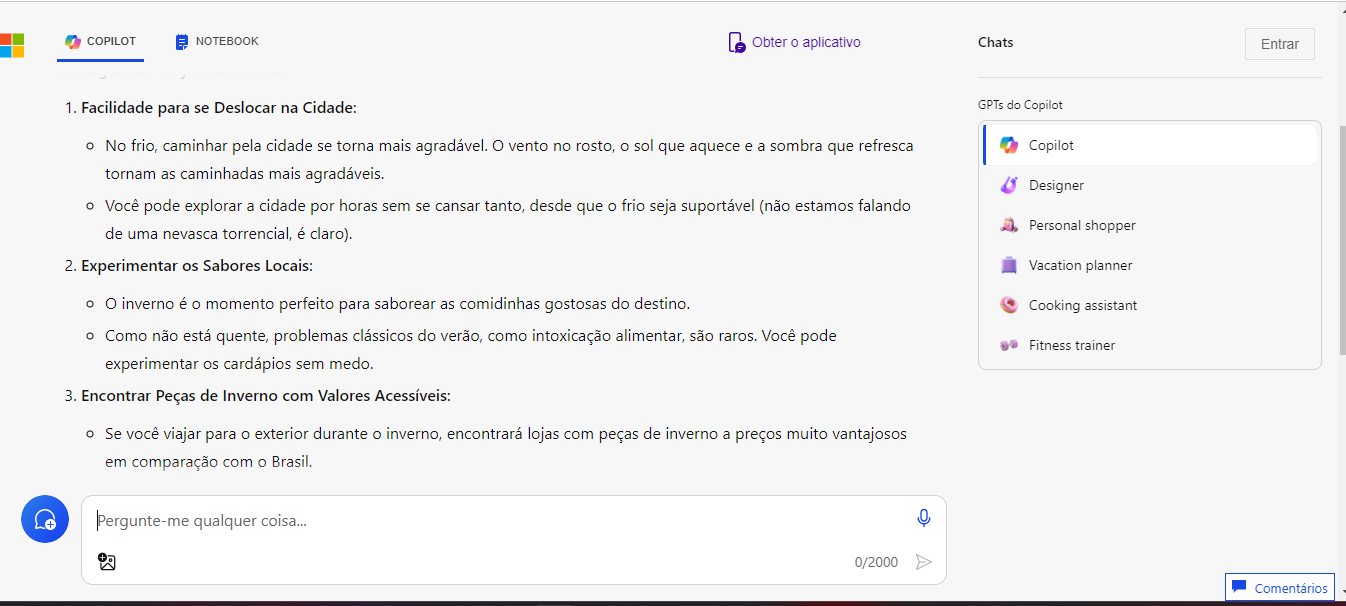 COPILOT
NOTEBOOK
Obter o aplicativo
Chats
Entrar
1. Facilidade para se Deslocar na Cidade:
No frio, caminhar pela cidade se torna mais agradável. O vento no rosto, o sol que aquece e a sombra que refresca
tornam as caminhadas mais agradáveis.
Você pode explorar a cidade por horas sem se cansar tanto, desde que o frio seja suportável (não estamos falando
de uma nevasca torrencial, é claro).
2. Experimentar os Sabores Locais:
O inverno é o momento perfeito para saborear as comidinhas gostosas do destino.
Como não está quente, problemas clássicos do verão, como intoxicação alimentar, são raros. Você pode
experimentar os cardápios sem medo.
3. Encontrar Peças de Inverno com Valores Acessíveis:
Se você viajar para o exterior durante o inverno, encontrará lojas com peças de inverno a preços muito vantajosos
em comparação com o Brasil.
Pergunte-me qualquer coisa...
0/2000
GPTs do Copilot
Copilot
Designer
Personal shopper
Vacation planner
Cooking assistant
Fitness trainer
Comentários